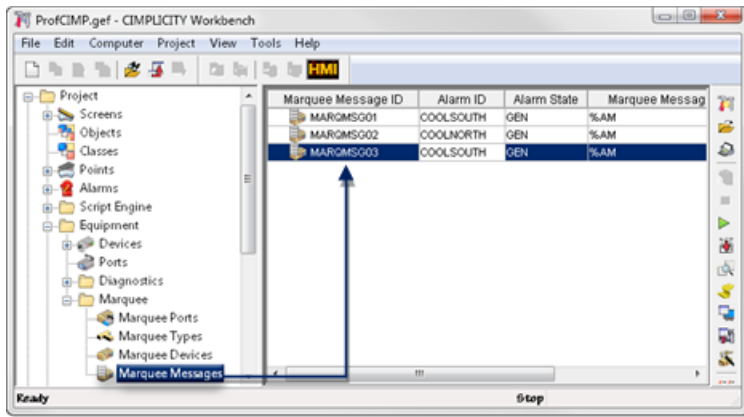 ProfCIMP.gef - CIMPLICITY Workbench
File Edit Computer Project View Tools Help
HMI
Project
Screens
Objects
Classes
Points
Alarms
Script Engine
Equipment
Devices
Ports
Diagnostics
Marquee
Marquee Ports
Marquee Types
Marquee Devices
Marquee Messages
Marquee Message ID Alarm ID Alarm State Marquee Messag
MARQMSG01 COOLSOUTH GEN %AM
MARQMSG02 COOLNORTH GEN %AM
MARQMSG03 COOLSOUTH GEN %AM
Ready Stop